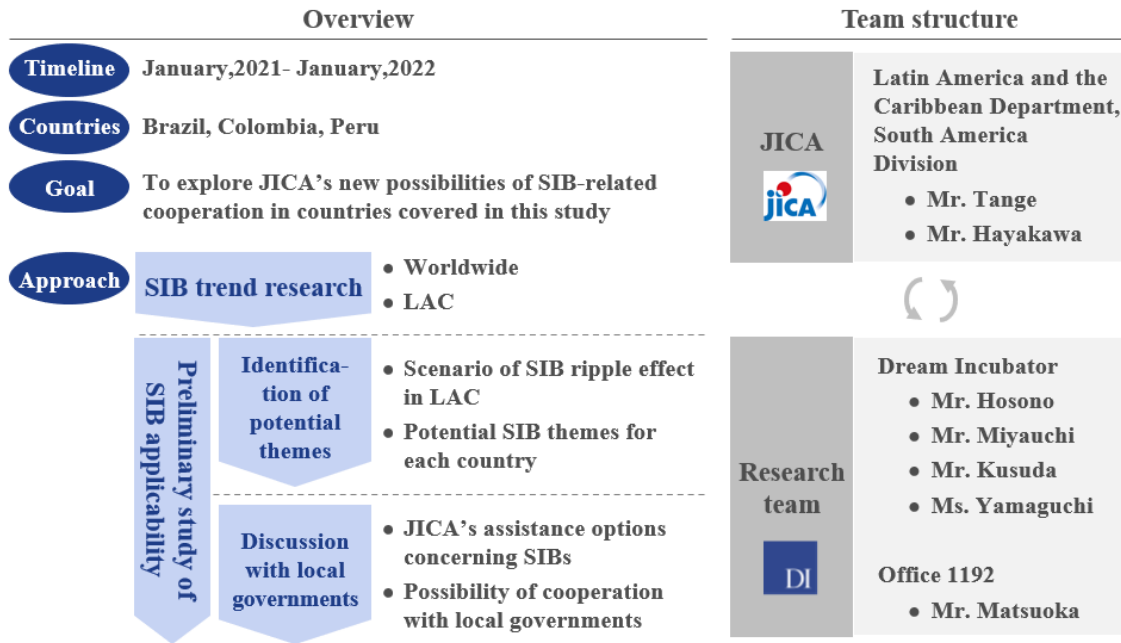 Overview
Timeline
January,2021- January,2022
Countries
Brazil, Colombia, Peru
Goal
To explore JICA's new possibilities of SIB-related
cooperation in countries covered in this study
Approach
SIB trend research
● Worldwide
● LAC
Preliminary study of
SIB applicability
Identifica-
tion of
potential
themes
● Scenario of SIB ripple effect
in LAC
● Potential SIB themes for
each country
Discussion
with local
governments
● JICA's assistance options
concerning SIBs
● Possibility of cooperation
with local governments
Team structure
JICA
jICA
Latin America and the
Caribbean Department,
South America
Division
● Mr. Tange
● Mr. Hayakawa
Research
team
DI
Dream Incubator
● Mr. Hosono
● Mr. Miyauchi
● Mr. Kusuda
● Ms. Yamaguchi
Office 1192
● Mr. Matsuoka